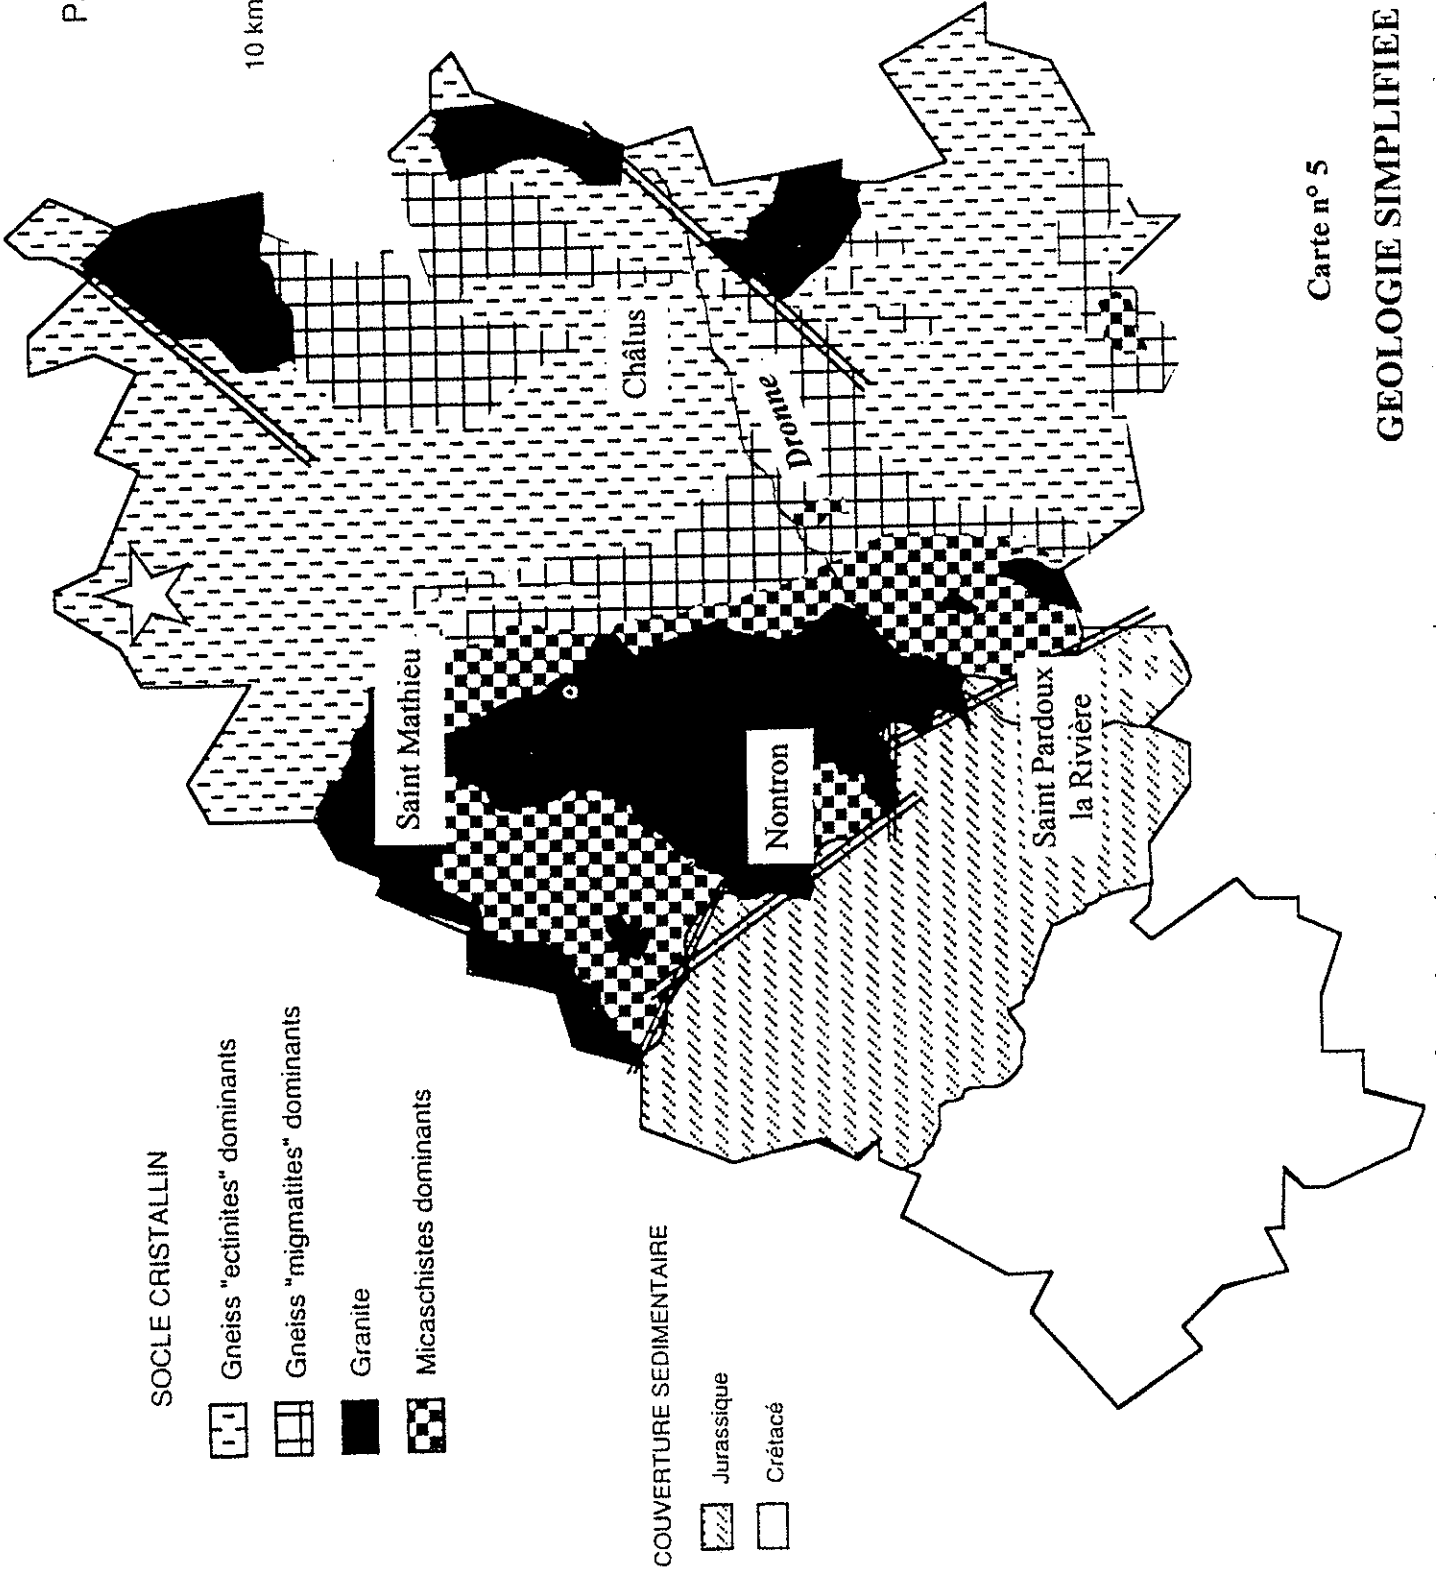 P
10 km
SOCLE CRISTALLIN
Gneiss "ectinites" dominants
Gneiss "migmatites" dominants
Granite
Micaschistes dominants
COUVERTURE SEDIMENTAIRE
Jurassique
Crétacé
Saint Mathieu
Châlus
Dronne
Nontron
Saint Pardoux
la Rivière
Carte n° 5
GEOLOGIE SIMPLIFIEE